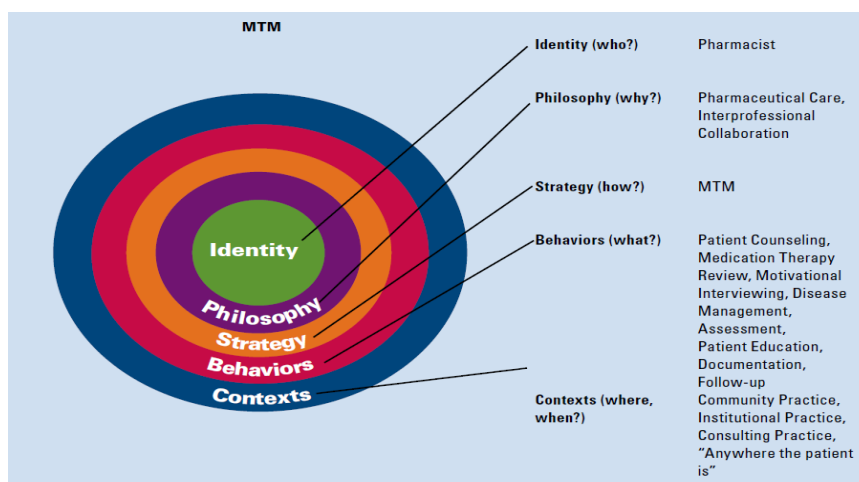 MTM
Identity (who?)
Pharmacist
Philosophy (why?)
Pharmaceutical Care,
Interprofessional
Collaboration
Strategy (how?)
MTM
Behaviors (what?)
Patient Counseling,
Medication Therapy
Review, Motivational
Interviewing, Disease
Management,
Assessment,
Patient Education,
Documentation,
Follow-up
Contexts (where,
when?)
Community Practice,
Institutional Practice,
Consulting Practice,
"Anywhere the patient
is"
Identity
Philosophy
Strategy
Behaviors
Contexts